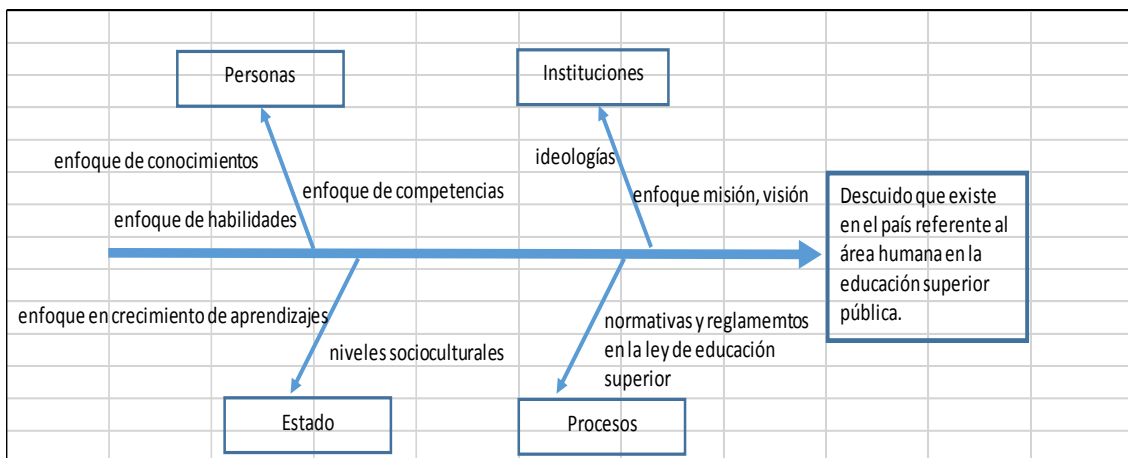 Personas
Instituciones
enfoque de conocimientos
enfoque de competencias
enfoque de habilidades
ideologías
enfoque misión, visión
Descuido que existe
en el país referente al
área humana en la
educación superior
pública.
enfoque en crecimiento de aprendizajes
niveles socioculturales
normativas y reglamemtos
en la ley de educación
superior
Estado
Procesos